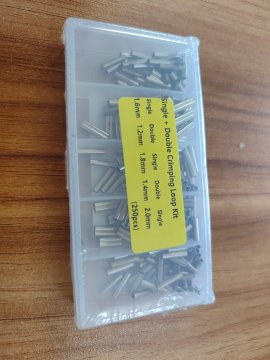 Single + Double Crimping Loop Kit
Single Double Single Double Single
1.6mm 1.2mm 1.8mm 1.4mm 2.0mm
(250pcs)